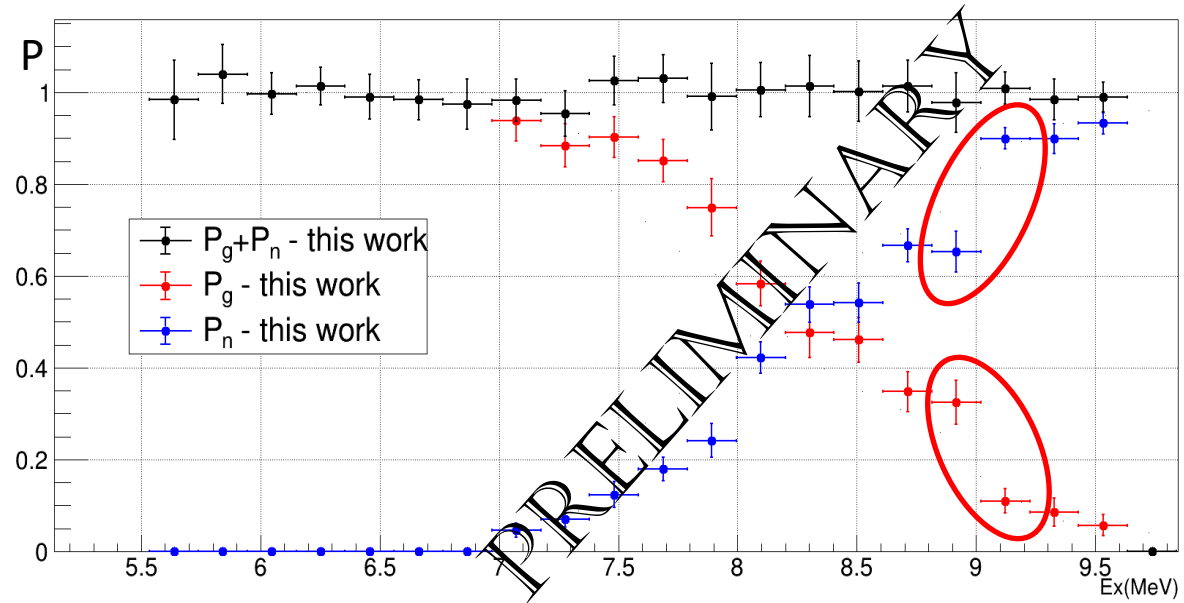 P
1
0.8
0.6
0.4
0.2
0
Pg+Pn - this work
Pg - this work
Pn - this work
PRELIMINARY
5.5 6 6.5 7 7.5 8 8.5 9 9.5
Ex(MeV)